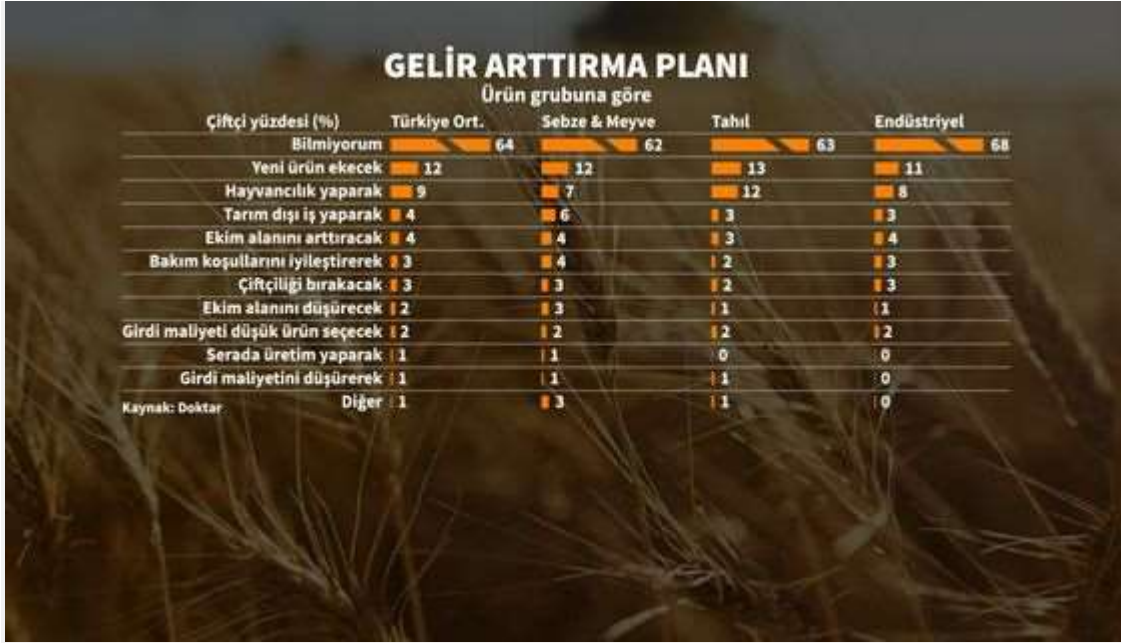 GELİR ARTTIRMA PLANI
Ürün grubuna göre
Çiftçi yüzdesi (%) Türkiye Ort. Sebze & Meyve Tahıl Endüstriyel
Bilmiyorum 64 62 63 68
Yeni ürün ekecek 12 12 13 11
Hayvancılık yaparak 9 7 12 8
Tarım dışı iş yaparak 4 6 3 3
Ekim alanını arttıracak 4 4 3 4
Bakım koşullarını iyileştirerek 3 4 2 3
Çiftçiliği bırakacak 3 3 2 3
Ekim alanını düşürecek 2 3 1 1
Girdi maliyeti düşük ürün seçecek 2 2 2 2
Serada üretim yaparak 1 1 0 0
Girdi maliyetini düşürerek 1 1 1 0
Diğer 1 3 1 0
Kaynak: Doktar